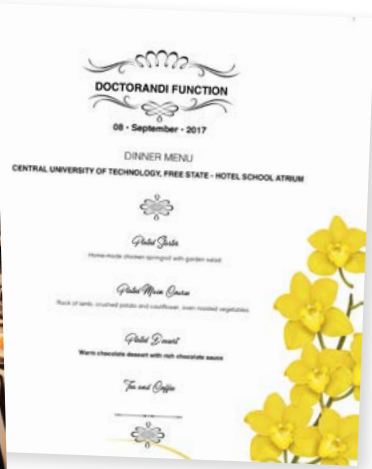 DOCTORANDI FUNCTION
08 • September • 2017
DINNER MENU
CENTRAL UNIVERSITY OF TECHNOLOGY, FREE STATE - HOTEL SCHOOL ATRIUM
Plated Starter
Home-made chicken springroll with garden salad
Plated Main Course
Rack of lamb, crushed potato and cauliflower, oven roasted vegetables
Plated Dessert
Warm chocolate dessert with rich chocolate sauce
Tea and Coffee